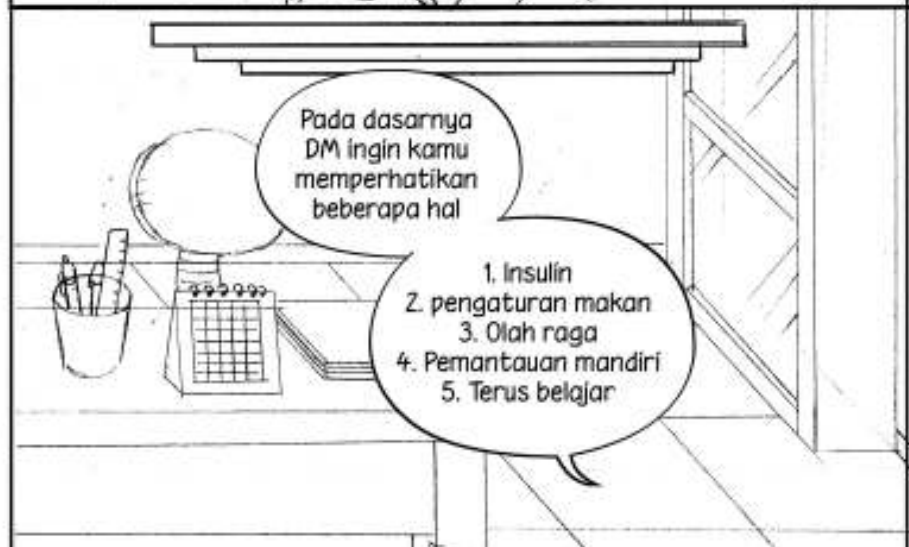 Pada dasarnya
DM ingin kamu
memperhatikan
beberapa hal
1. Insulin
2. pengaturan makan
3. Olah raga
4. Pemantauan mandiri
5. Terus belajar